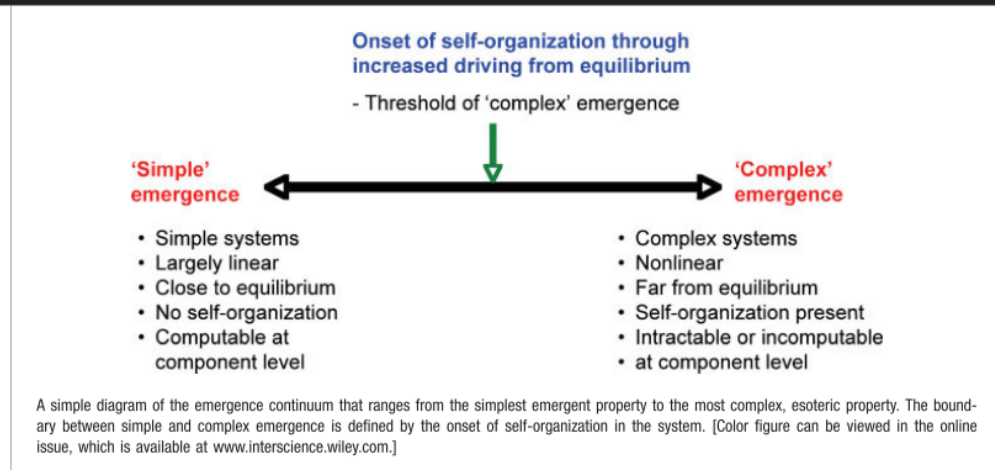 Onset of self-organization through
increased driving from equilibrium
- Threshold of ‘complex’ emergence
‘Simple’
emergence
• Simple systems
• Largely linear
• Close to equilibrium
• No self-organization
• Computable at
component level
‘Complex’
emergence
• Complex systems
• Nonlinear
• Far from equilibrium
• Self-organization present
• Intractable or incomputable
• at component level
A simple diagram of the emergence continuum that ranges from the simplest emergent property to the most complex, esoteric property. The bound-
ary between simple and complex emergence is defined by the onset of self-organization in the system. [Color figure can be viewed in the online
issue, which is available at www.interscience.wiley.com.]